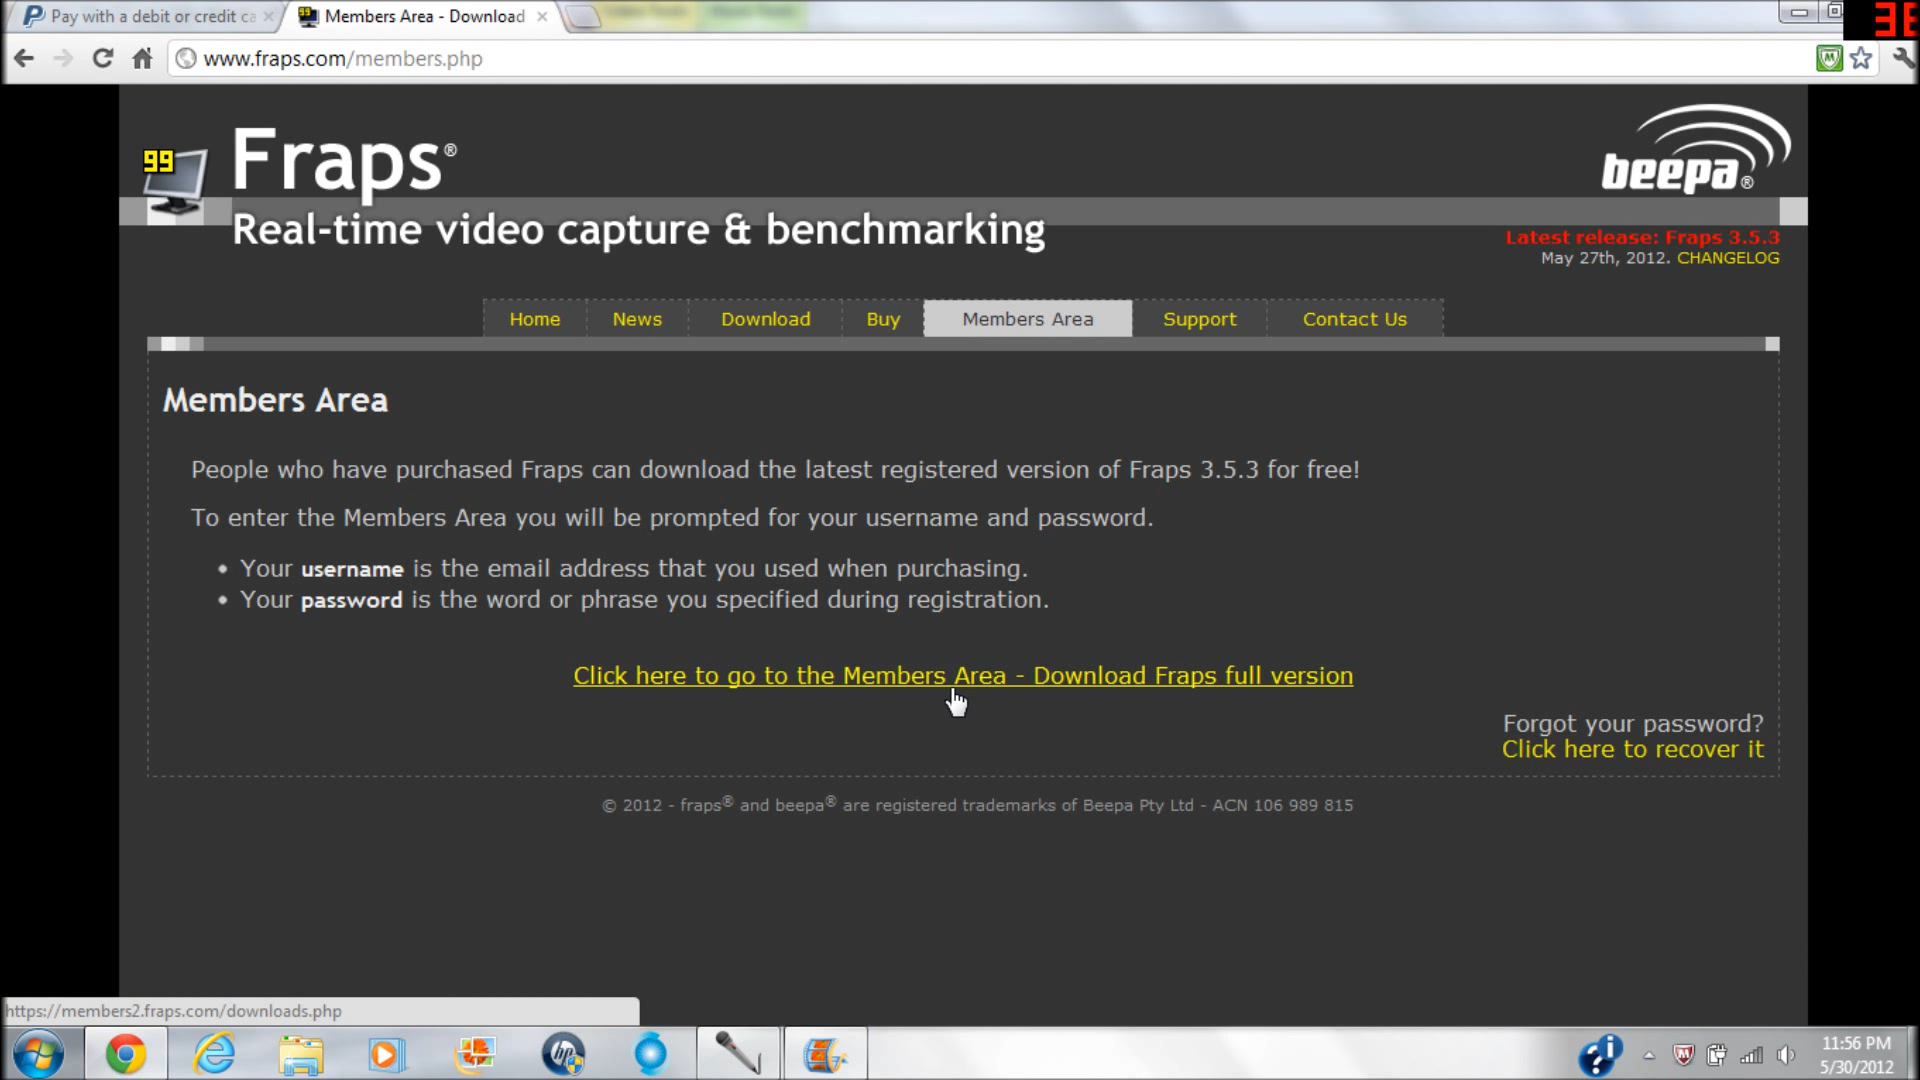 Pay with a debit or credit ca
Members Area - Download
www.fraps.com/members.php
99
Fraps®
beepa®
Real-time video capture & benchmarking
Latest release: Fraps 3.5.3
May 27th, 2012. CHANGELOG
Home
News
Download
Buy
Members Area
Support
Contact Us
Members Area
People who have purchased Fraps can download the latest registered version of Fraps 3.5.3 for free!
To enter the Members Area you will be prompted for your username and password.
• Your username is the email address that you used when purchasing.
• Your password is the word or phrase you specified during registration.
Click here to go to the Members Area - Download Fraps full version
Forgot your password?
Click here to recover it
© 2012 - fraps® and beepa® are registered trademarks of Beepa Pty Ltd - ACN 106 989 815
https://members2.fraps.com/downloads.php
hp
11:56 PM
5/30/2012